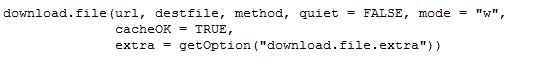 download.file(url, destfile, method, quiet = FALSE, mode = "w",
cacheOK = TRUE,
extra = getOption("download.file.extra"))